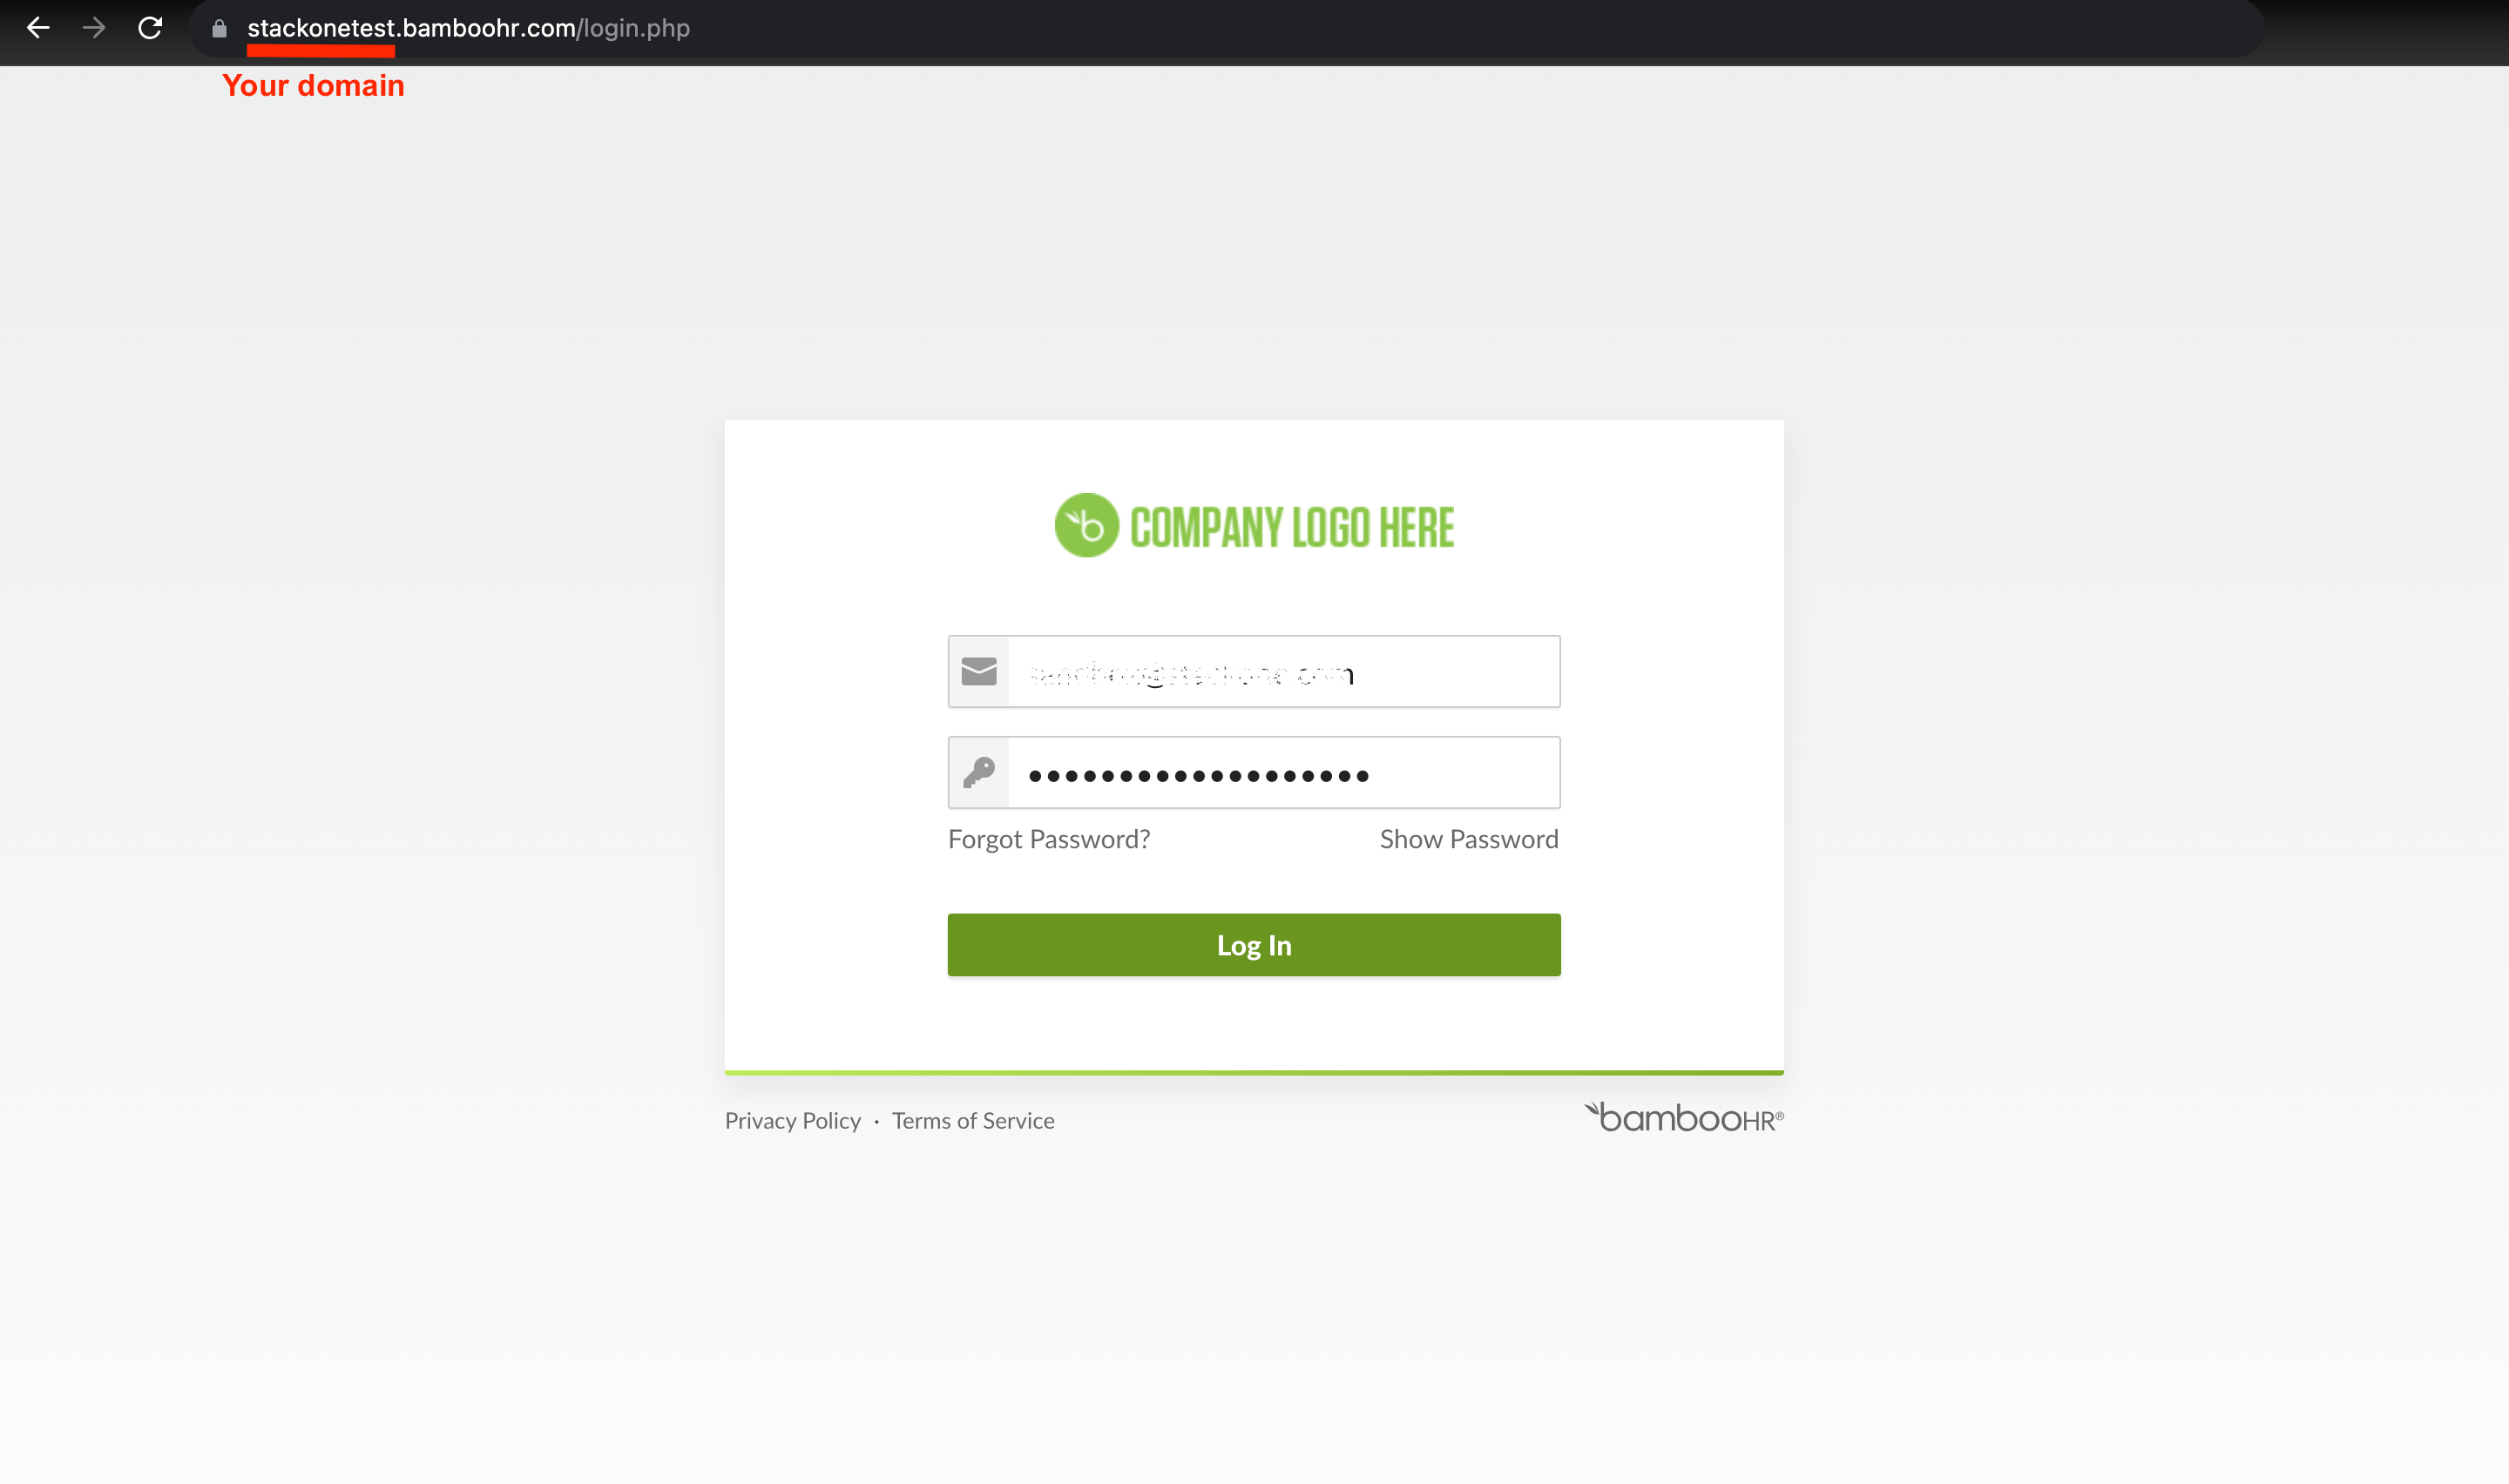 stackonetest.bamboohr.com/login.php
Your domain
COMPANY LOGO HERE
●●●●●●●●●●●●●●●●●●●
Forgot Password? Show Password
Log In
Privacy Policy · Terms of Service
bambooHR®